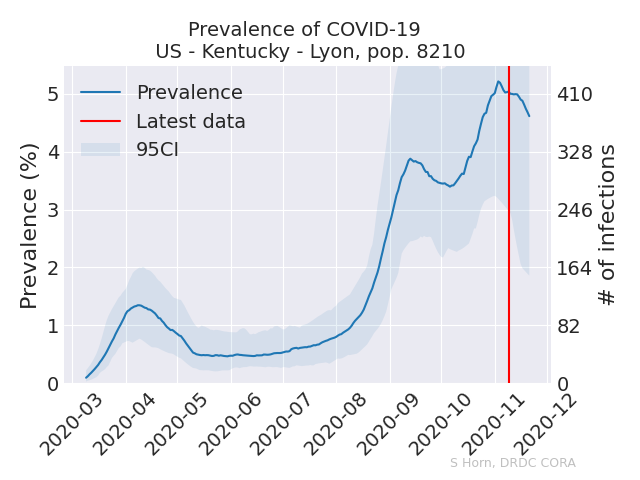 Prevalence of COVID-19
US - Kentucky - Lyon, pop. 8210
Prevalence
Latest data
95CI
Prevalence (%)
5
4
3
2
1
0
410
328
246
164
82
0
# of infections
2020-03
2020-04
2020-05
2020-06
2020-07
2020-08
2020-09
2020-10
2020-11
2020-12
S Horn, DRDC CORA